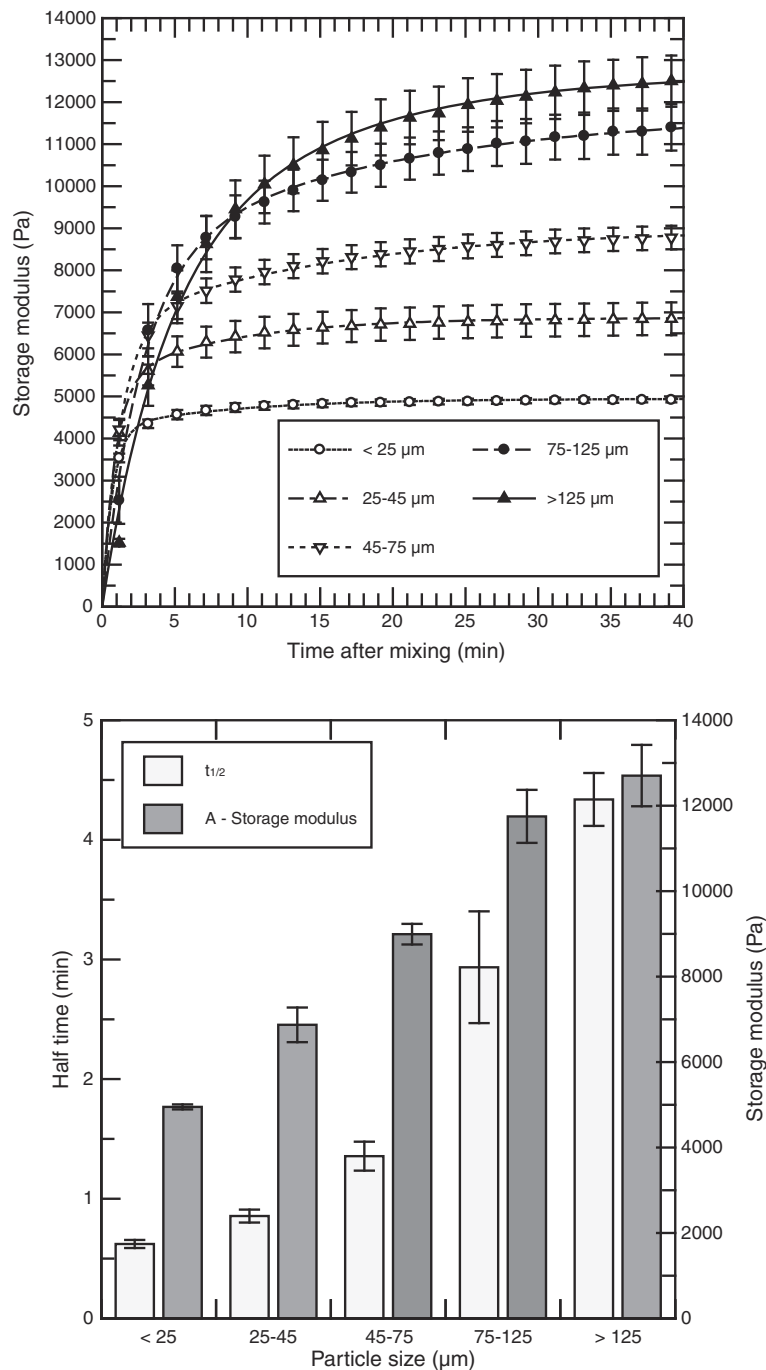 14000
13000
12000
11000
10000
9000
8000
7000
6000
5000
4000
3000
2000
1000
0
Storage modulus (Pa)
< 25 µm
75-125 µm
25-45 µm
>125 µm
45-75 µm
0 5 10 15 20 25 30 35 40
Time after mixing (min)
5
4
3
2
1
0
Half time (min)
t1/2
A - Storage modulus
14000
12000
10000
8000
6000
4000
2000
0
Storage modulus (Pa)
< 25 25-45 45-75 75-125 > 125
Particle size (µm)